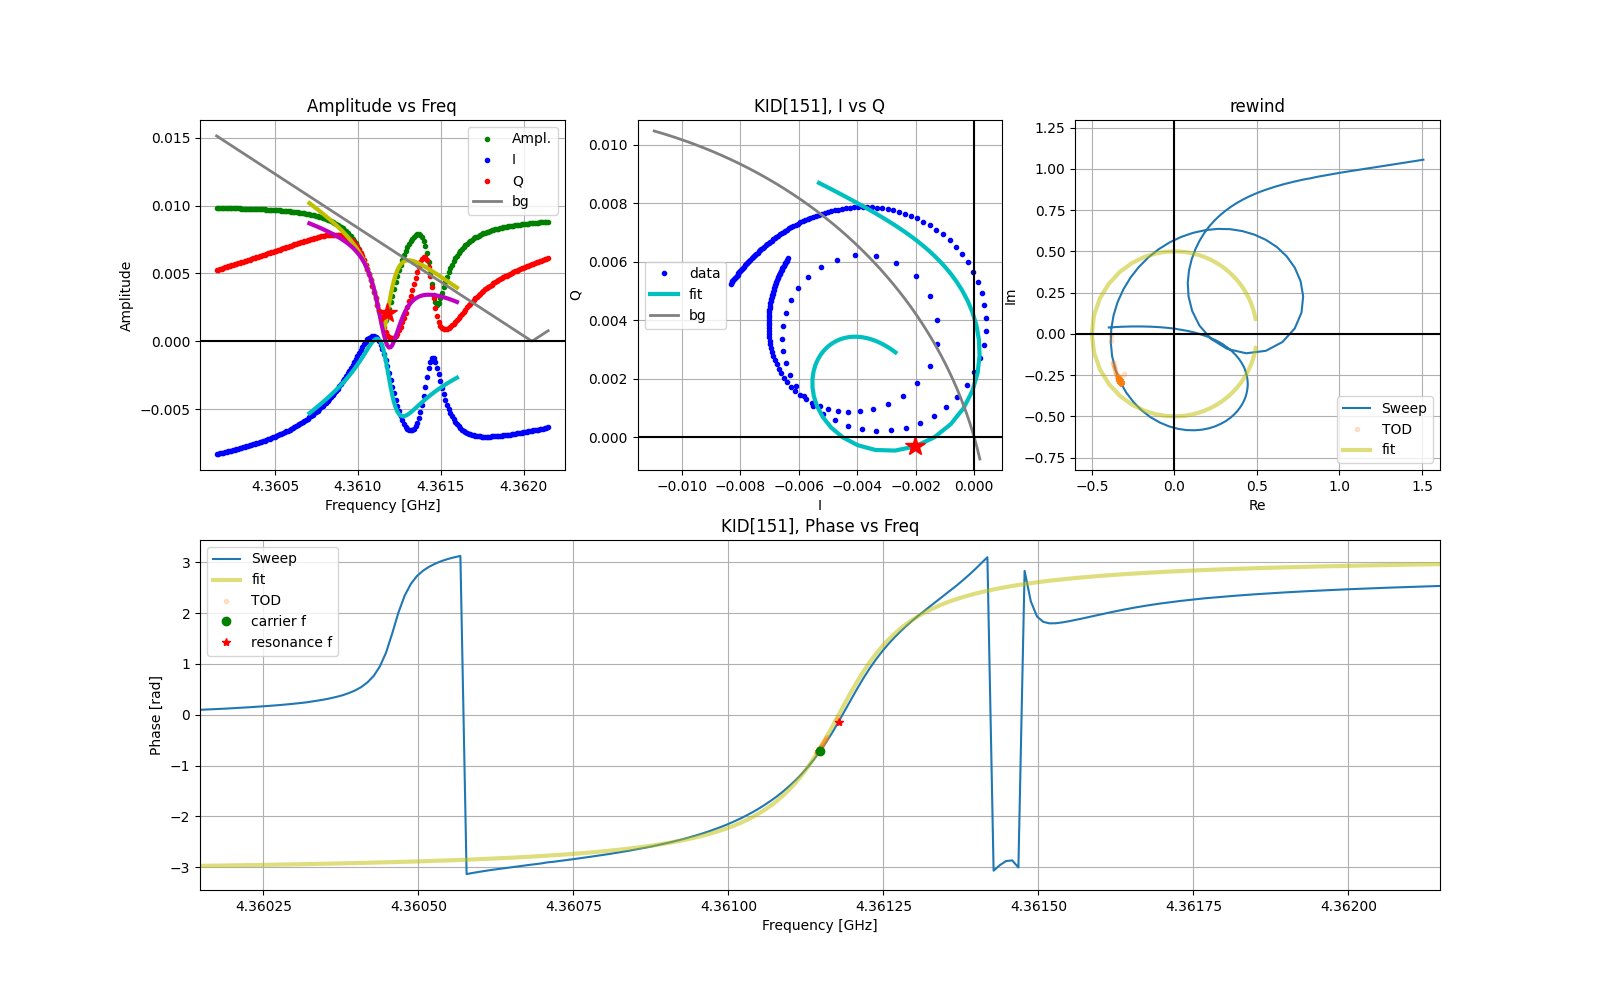 Amplitude vs Freq
0.015
0.010
0.005
0.000
−0.005
Amplitude
4.3605 4.3610 4.3615 4.3620
Frequency [GHz]
Ampl.
I
Q
bg
KID[151], I vs Q
0.010
0.008
0.006
0.004
0.002
0.000
Q
−0.010 −0.008 −0.006 −0.004 −0.002 0.000
I
data
fit
bg
rewind
1.25
1.00
0.75
0.50
0.25
0.00
−0.25
−0.50
−0.75
Im
−0.5 0.0 0.5 1.0 1.5
Re
Sweep
TOD
fit
KID[151], Phase vs Freq
3
2
1
0
−1
−2
−3
Phase [rad]
4.36025 4.36050 4.36075 4.36100 4.36125 4.36150 4.36175 4.36200
Frequency [GHz]
Sweep
fit
TOD
carrier f
resonance f